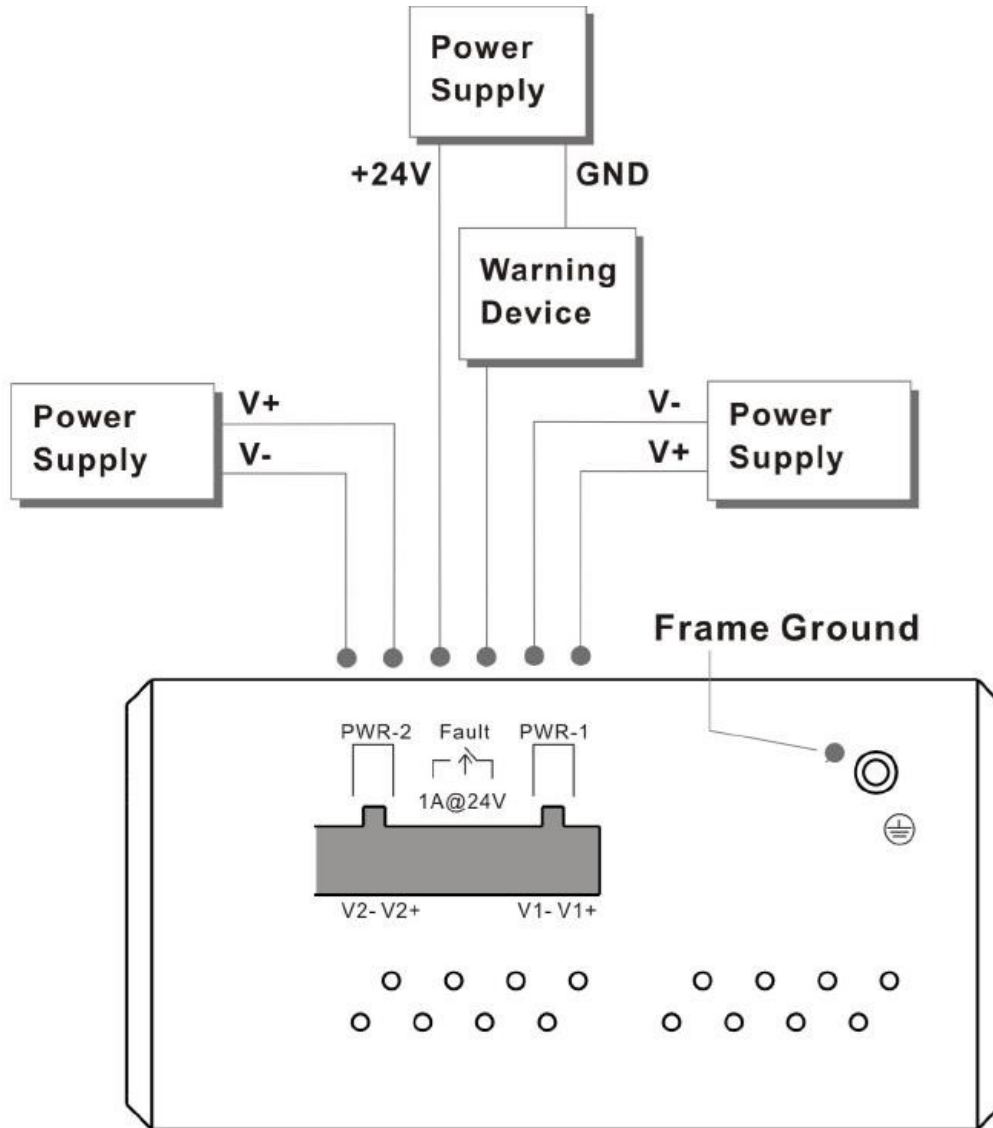 Power
Supply
+24V
GND
Warning
Device
Power
Supply
V+
V-
V-
V+
Power
Supply
Frame Ground
PWR-2
Fault
PWR-1
1A@24V
V2- V2+
V1- V1+